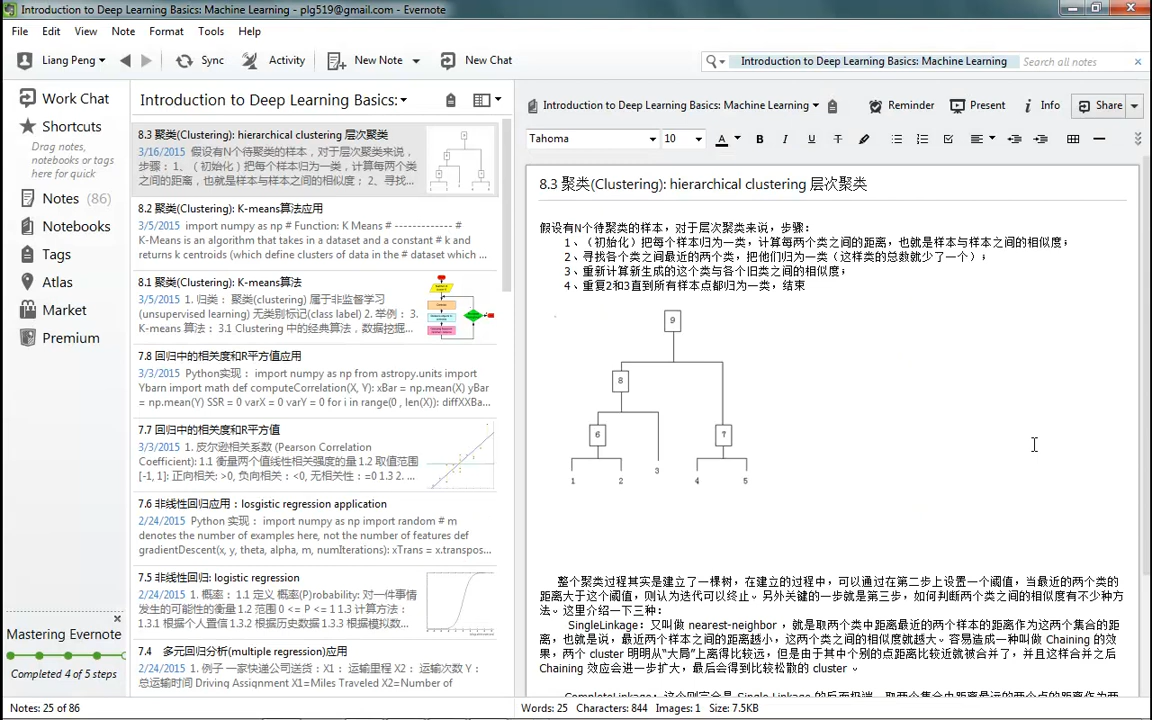 Introduction to Deep Learning Basics: Machine Learning - plg519@gmail.com - Evernote
File Edit View Note Format Tools Help
Liang Peng Sync Activity New Note New Chat
Introduction to Deep Learning Basics: Machine Learning Search all notes
Work Chat
Shortcuts
Drag notes,
notebooks or tags
here for quick
Notes (86)
Notebooks
Tags
Atlas
Market
Premium
Mastering Evernote
Completed 4 of 5 steps
Introduction to Deep Learning Basics:
8.3 聚类(Clustering): hierarchical clustering 层次聚类
3/16/2015 假设有N个待聚类的样本，对于层次聚类来说，
步骤： 1、（初始化）把每个样本归为一类，计算每两个类
之间的距离，也就是样本与样本之间的相似度； 2、寻找...
8.2 聚类(Clustering): K-means算法应用
3/5/2015 import numpy as np # Function: K Means # ------------- #
K-Means is an algorithm that takes in a dataset and a constant # k and
returns k centroids (which define clusters of data in the # dataset which ...
8.1 聚类(Clustering): K-means算法
3/5/2015 1. 归类： 聚类(clustering) 属于非监督学习
(unsupervised learning) 无类别标记(class label) 2. 举例： 3.
K-means 算法： 3.1 Clustering 中的经典算法，数据挖掘...
7.8 回归中的相关度和R平方值应用
3/3/2015 Python实现： import numpy as np from astropy.units import
Ybarn import math def computeCorrelation(X, Y): xBar = np.mean(X) yBar
= np.mean(Y) SSR = 0 varX = 0 varY = 0 for i in range(0 , len(X)): diffXXBa...
7.7 回归中的相关度和R平方值
3/3/2015 1. 皮尔逊相关系数 (Pearson Correlation
Coefficient): 1.1 衡量两个值线性相关强度的量 1.2 取值范围
[-1, 1]: 正向相关: >0, 负向相关：<0, 无相关性：=0 1.3 2. ...
7.6 非线性回归应用：losgistic regression application
2/24/2015 Python 实现： import numpy as np import random # m
denotes the number of examples here, not the number of features def
gradientDescent(x, y, theta, alpha, m, numIterations): xTrans = x.transpos...
7.5 非线性回归: logistic regression
2/24/2015 1. 概率： 1.1 定义 概率(P)robability: 对一件事情
发生的可能性的衡量 1.2 范围 0 <= P <= 1 1.3 计算方法：
1.3.1 根据个人置信 1.3.2 根据历史数据 1.3.3 根据模拟数...
7.4 多元回归分析(multiple regression)应用
2/24/2015 1. 例子 一家快递公司送货：X1： 运输里程 X2： 运输次数 Y：
总运输时间 Driving Assignment X1=Miles Traveled X2=Number of
Notes: 25 of 86
Introduction to Deep Learning Basics: Machine Learning Reminder Present Info Share
Tahoma 10 A B I U T
8.3 聚类(Clustering): hierarchical clustering 层次聚类
假设有N个待聚类的样本，对于层次聚类来说，步骤：
1、（初始化）把每个样本归为一类，计算每两个类之间的距离，也就是样本与样本之间的相似度；
2、寻找各个类之间最近的两个类，把他们归为一类（这样类的总数就少了一个）；
3、重新计算新生成的这个类与各个旧类之间的相似度；
4、重复2和3直到所有样本点都归为一类，结束
9
8
6 7
3
1 2 4 5
整个聚类过程其实是建立了一棵树，在建立的过程中，可以通过在第二步上设置一个阈值，当最近的两个类的
距离大于这个阈值，则认为迭代可以终止。另外关键的一步就是第三步，如何判断两个类之间的相似度有不少种方
法。这里介绍一下三种：
SingleLinkage：又叫做 nearest-neighbor ，就是取两个类中距离最近的两个样本的距离作为这两个集合的距
离，也就是说，最近两个样本之间的距离越小，这两个类之间的相似度就越大。容易造成一种叫做 Chaining 的效
果，两个 cluster 明明从“大局”上离得比较远，但是由于其中个别的点距离比较近就被合并了，并且这样合并之后
Chaining 效应会进一步扩大，最后会得到比较松散的 cluster 。
CompleteLinkage：这个则完全是 Single Linkage 的反面极端，取两个集合中距离最远的两个点的距离作为两
Words: 25 Characters: 844 Images: 1 Size: 7.5KB